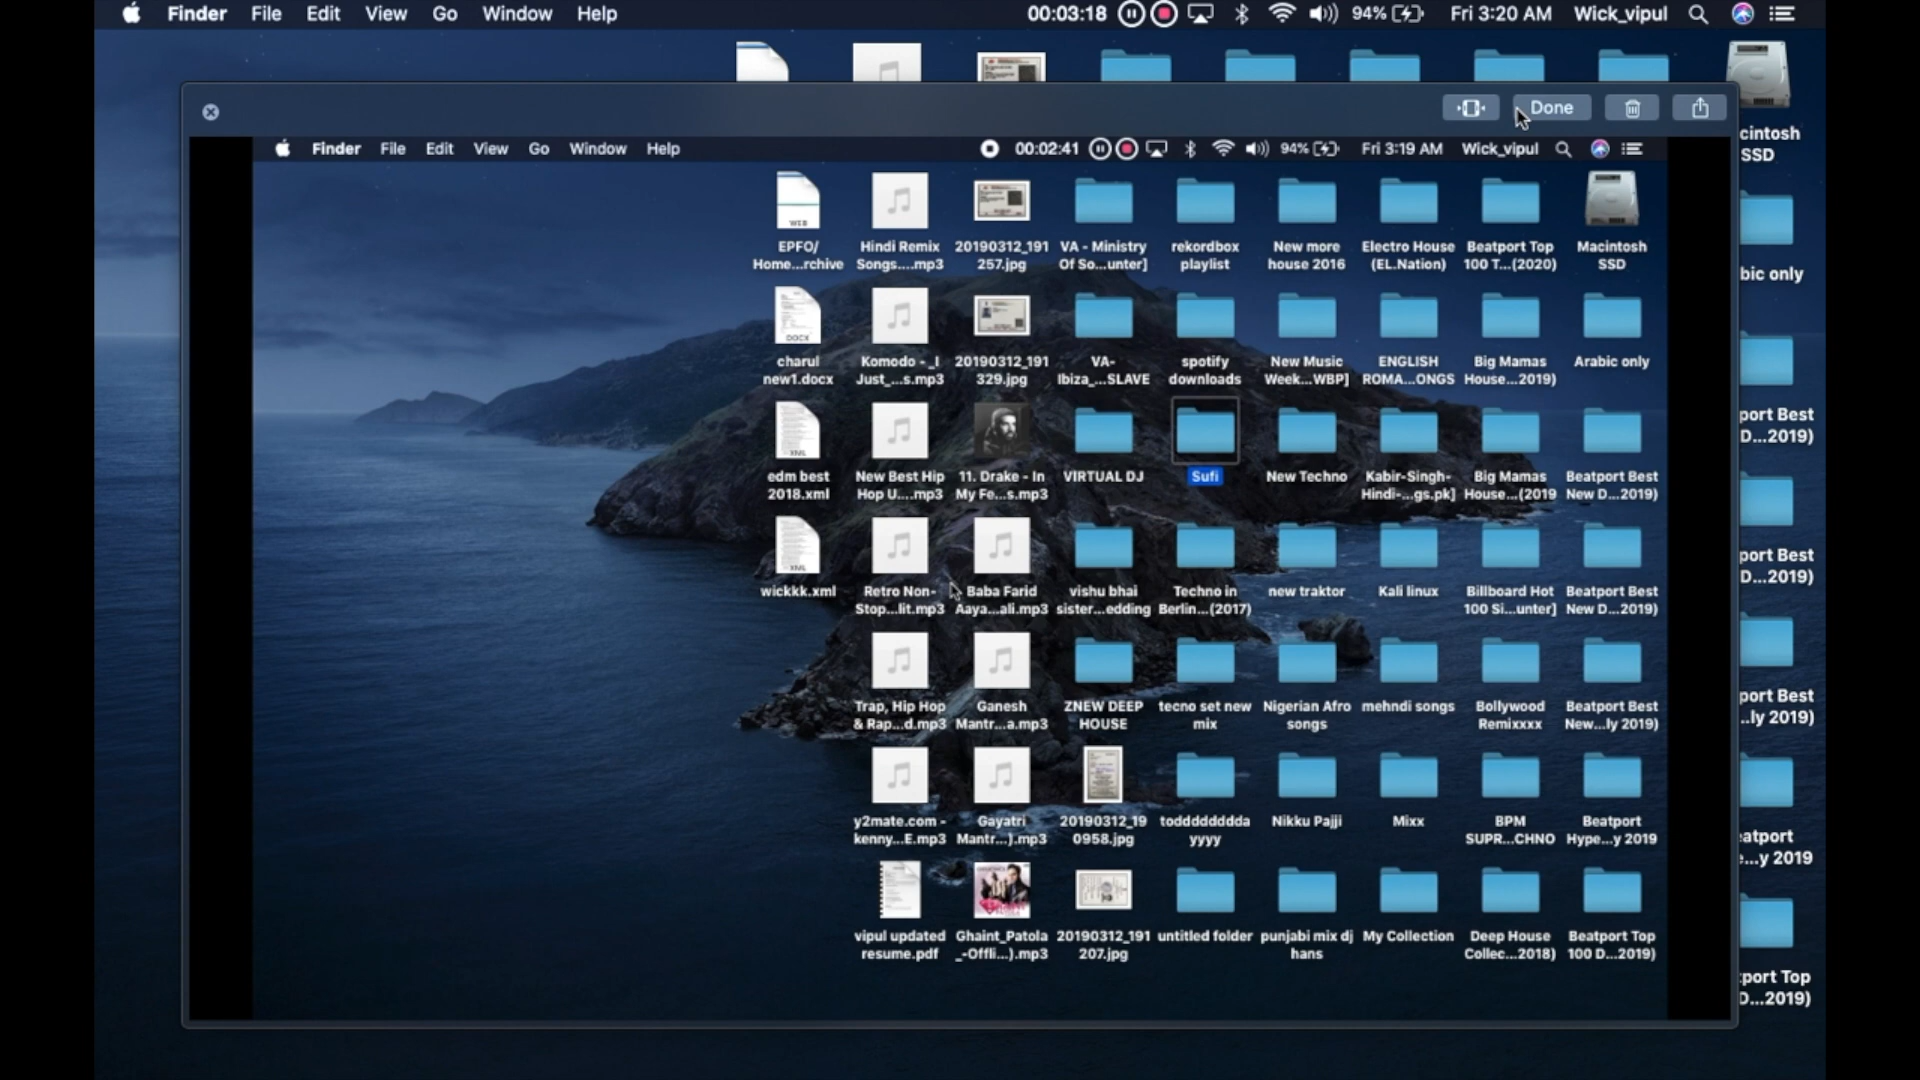 Finder File Edit View Go Window Help 00:03:18 94% Fri 3:20 AM Wick_vipul
Done
Finder File Edit View Go Window Help 00:02:41 94% Fri 3:19 AM Wick_vipul
WEB
EPFO/
Home...rchive
Hindi Remix
Songs....mp3
20190312_191
257.jpg
VA - Ministry
Of So...unter]
rekordbox
playlist
New more
house 2016
Electro House
(EL.Nation)
Beatport Top
100 T...(2020)
Macintosh
SSD
cintosh
SSD
DOCX
charul
new1.docx
Komodo - _I
Just_...s.mp3
20190312_191
329.jpg
VA-
Ibiza_...SLAVE
spotify
downloads
New Music
Week...WBP]
ENGLISH
ROMA...ONGS
Big Mamas
House...2019)
Arabic only
bic only
XML
edm best
2018.xml
New Best Hip
Hop U....mp3
11. Drake - In
My Fe...s.mp3
VIRTUAL DJ
Sufi
New Techno
Kabir-Singh-
Hindi-...gs.pk]
Big Mamas
House...(2019
Beatport Best
New D...2019)
port Best
D...2019)
XML
wickkk.xml
Retro Non-
Stop...lit.mp3
Baba Farid
Aaya...ali.mp3
vishu bhai
sister...edding
Techno in
Berlin...(2017)
new traktor
Kali linux
Billboard Hot
100 Si...unter]
Beatport Best
New D...2019)
port Best
D...2019)
Trap, Hip Hop
& Rap...d.mp3
Ganesh
Mantr...a.mp3
ZNEW DEEP
HOUSE
tecno set new
mix
Nigerian Afro
songs
mehndi songs
Bollywood
Remixxxx
Beatport Best
New...ly 2019)
port Best
...ly 2019)
y2mate.com -
kenny...E.mp3
Gayatri
Mantr...).mp3
20190312_19
0958.jpg
toddddddddda
yyyy
Nikku Pajji
Mixx
BPM
SUPR...CHNO
Beatport
Hype...y 2019
eatport
e...y 2019
vipul updated
resume.pdf
Ghaint_Patola
_-Offli...).mp3
20190312_191
207.jpg
untitled folder
punjabi mix dj
hans
My Collection
Deep House
Collec...2018)
Beatport Top
100 D...2019)
port Top
D...2019)